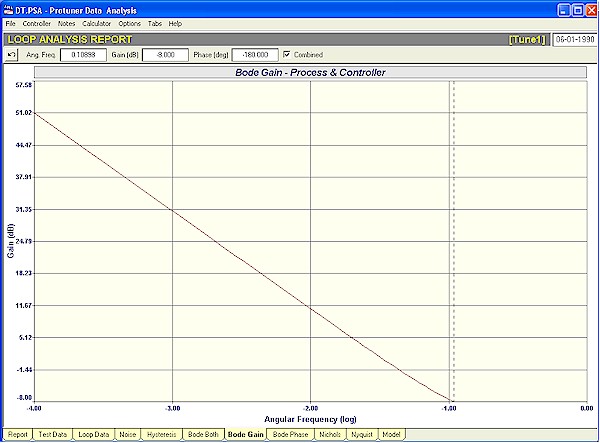 DT.PSA - Protuner Data Analysis
File Controller Notes Calculator Options Tabs Help
LOOP ANALYSIS REPORT [Tune1] 06-01-1990
Ang. Freq. 0.10893 Gain (dB) -8.000 Phase (deg) -180.000 Combined
Bode Gain - Process & Controller
57.58
51.02
44.47
37.91
31.35
24.79
18.23
11.67
5.12
-1.44
-8.00
Gain (dB)
-4.00 -3.00 -2.00 -1.00 0.00
Angular Frequency (log)
Report Test Data Loop Data Noise Hysteresis Bode Both Bode Gain Bode Phase Nichols Nyquist Model